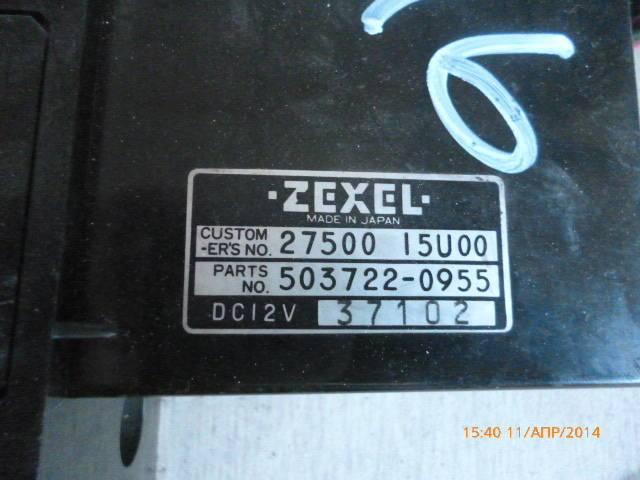 ·ZEXEL·
MADE IN JAPAN
CUSTOM
-ER'S NO. 27500 15U00
PARTS
NO. 503722-0955
DC12V 37102
15:40 11/АПР/2014